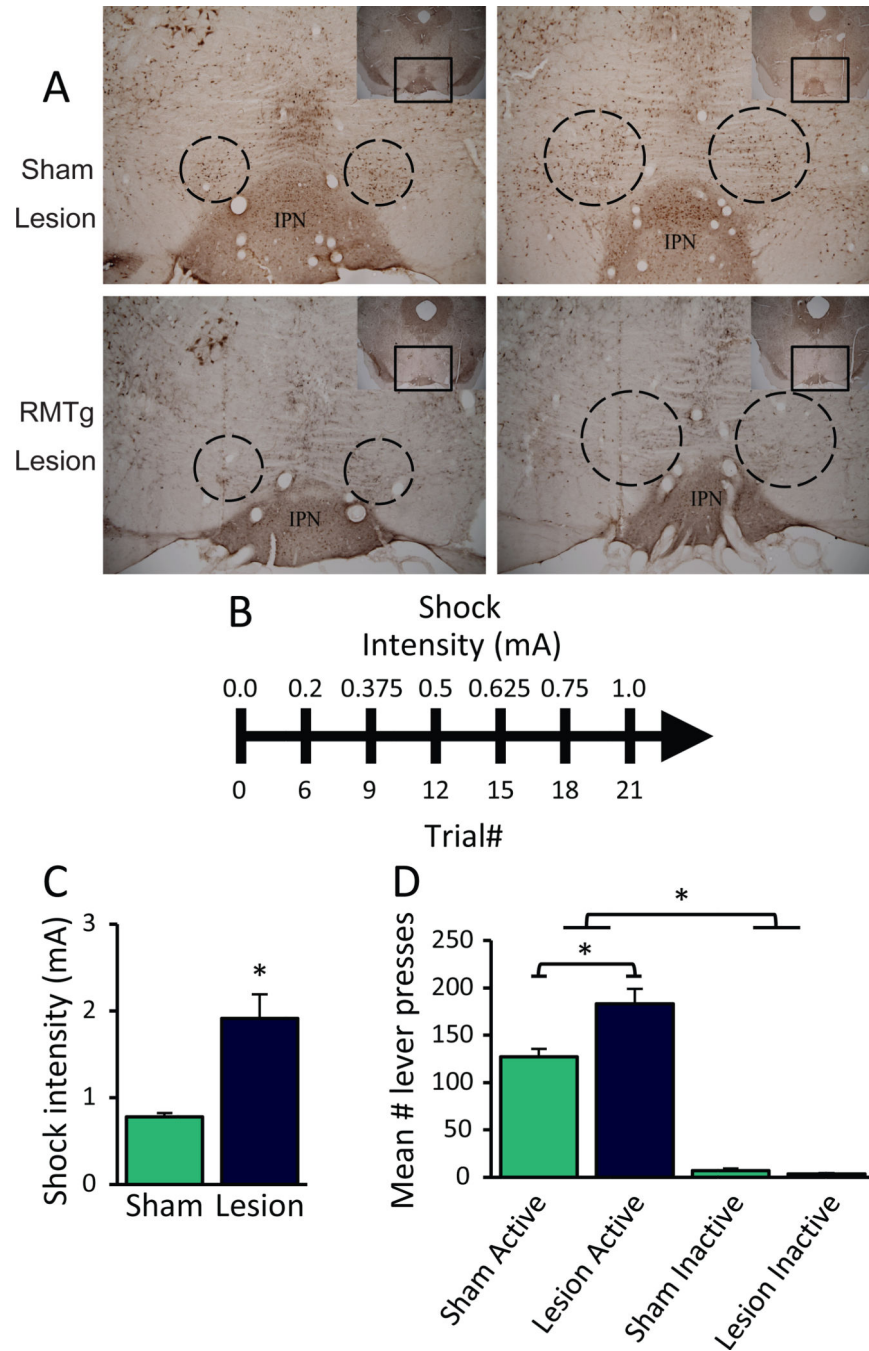 A
Sham
Lesion
IPN
IPN
RMTg
Lesion
IPN
IPN
B
Shock
Intensity (mA)
0.0 0.2 0.375 0.5 0.625 0.75 1.0
0 6 9 12 15 18 21
Trial#
C
Shock intensity (mA)
3
2
1
0
*
Sham Lesion
D
Mean # lever presses
250
200
150
100
50
0
*
*
Sham Active
Lesion Active
Sham Inactive
Lesion Inactive